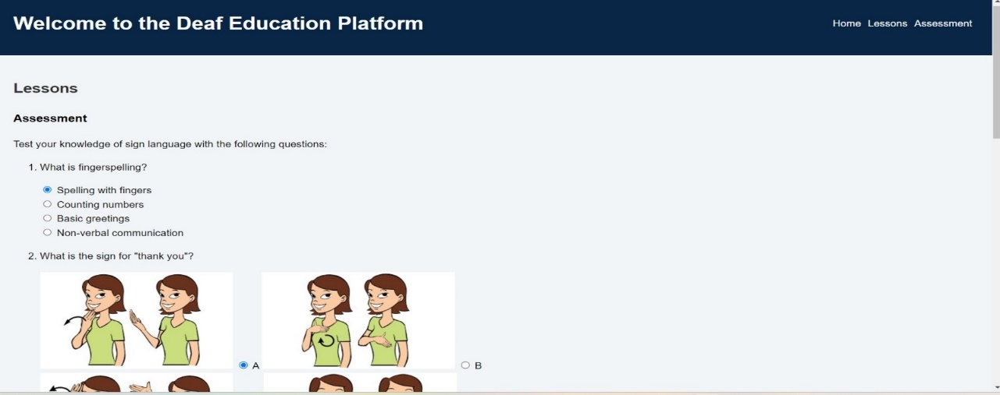 Welcome to the Deaf Education Platform
Home Lessons Assessment
Lessons
Assessment
Test your knowledge of sign language with the following questions:
1. What is fingerspelling?
Spelling with fingers
Counting numbers
Basic greetings
Non-verbal communication
2. What is the sign for "thank you"?
A
B